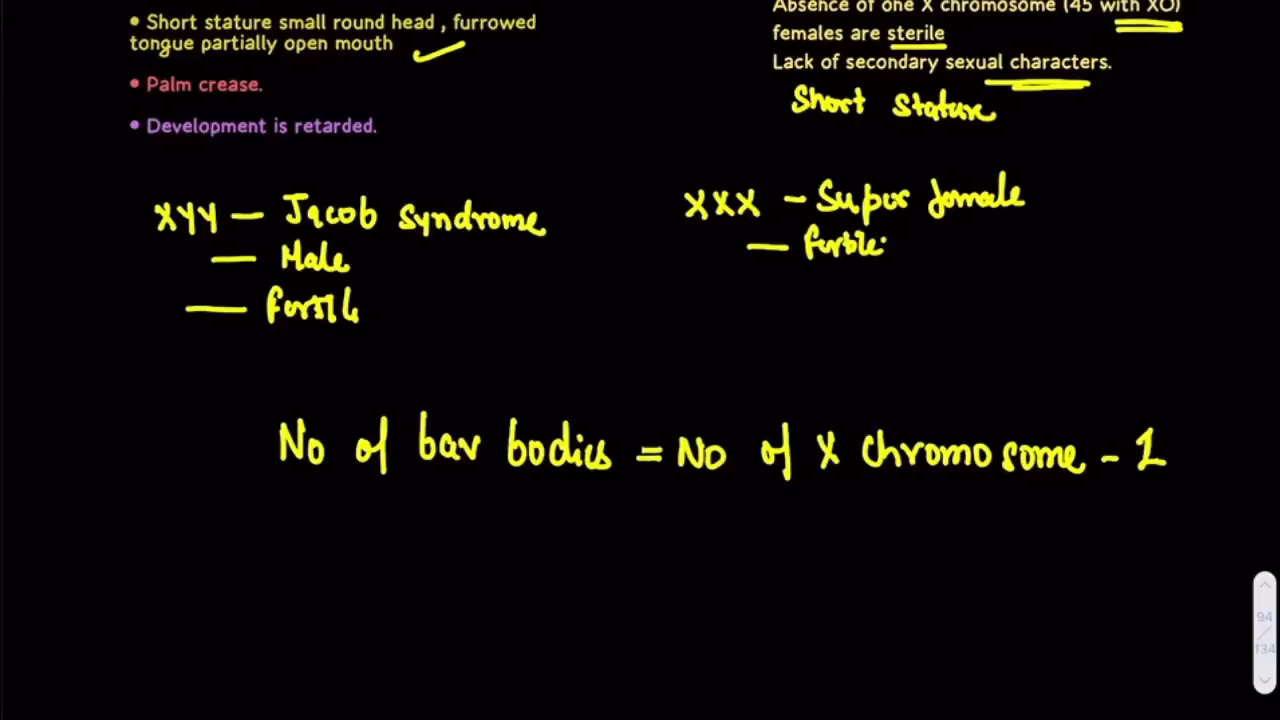 • Short stature small round head , furrowed
tongue partially open mouth
• Palm crease.
• Development is retarded.
Absence of one X chromosome (45 with XO)
females are sterile
Lack of secondary sexual characters.
Short stature
XYY — Jacob syndrome
— Male
— Fertile
XXX — Super female
— fertile
No of bar bodies = No of X chromosome - 1
94
/
134